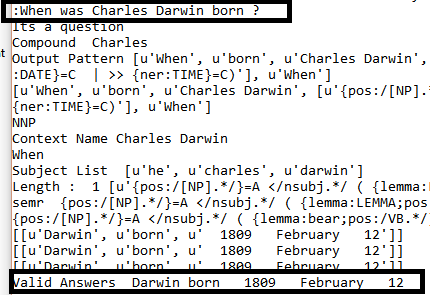 :When was Charles Darwin born ?
Its a question
Compound  Charles
Output Pattern [u'When', u'born', u'Charles Darwin',
:DATE}=C  | >> {ner:TIME}=C)'], u'When']
[u'When', u'born', u'Charles Darwin', [u'{pos:/[NP].
{ner:TIME}=C)'], u'When']
NNP
Context Name Charles Darwin
When
Subject List  [u'he', u'charles', u'darwin']
Length :  1 [u'{pos:/[NP].*/}=A </nsubj.*/ ( {lemma:
semr  {pos:/[NP].*/}=A </nsubj.*/ ( {lemma:LEMMA;pos
{pos:/[NP].*/}=A </nsubj.*/ ( {lemma:bear;pos:/VB.*/
[[u'Darwin', u'born', u'  1809   February   12']]
[[u'Darwin', u'born', u'  1809   February   12']]
[[u'Darwin', u'born', u'  1809   February   12']]
Valid Answers  Darwin born   1809   February   12